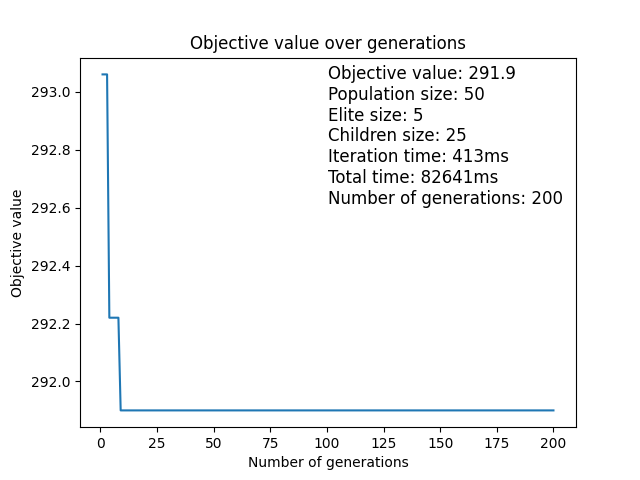 Objective value over generations
Objective value: 291.9
Population size: 50
Elite size: 5
Children size: 25
Iteration time: 413ms
Total time: 82641ms
Number of generations: 200
Objective value
293.0
292.8
292.6
292.4
292.2
292.0
0 25 50 75 100 125 150 175 200
Number of generations